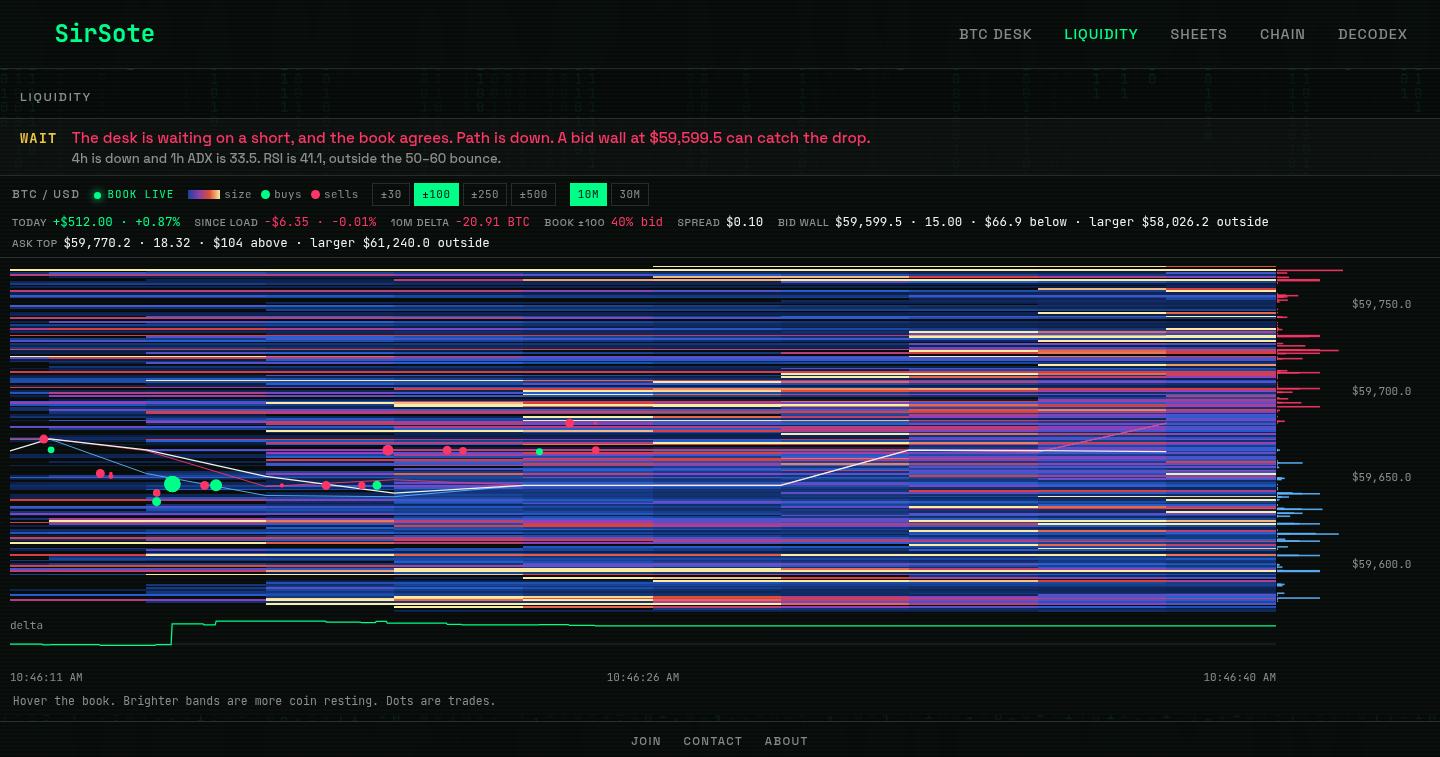 SirSote
BTC DESK LIQUIDITY SHEETS CHAIN DECODEX
LIQUIDITY
WAIT The desk is waiting on a short, and the book agrees. Path is down. A bid wall at $59,599.5 can catch the drop.
4h is down and 1h ADX is 33.5. RSI is 41.1, outside the 50–60 bounce.
BTC / USD BOOK LIVE size buys sells ±30 ±100 ±250 ±500 10M 30M
TODAY +$512.00 · +0.87% SINCE LOAD -$6.35 · -0.01% 10M DELTA -20.91 BTC BOOK ±100 40% bid SPREAD $0.10 BID WALL $59,599.5 · 15.00 · $66.9 below · larger $58,026.2 outside
ASK TOP $59,770.2 · 18.32 · $104 above · larger $61,240.0 outside
$59,750.0
$59,700.0
$59,650.0
$59,600.0
delta
10:46:11 AM 10:46:26 AM 10:46:40 AM
Hover the book. Brighter bands are more coin resting. Dots are trades.
JOIN CONTACT ABOUT